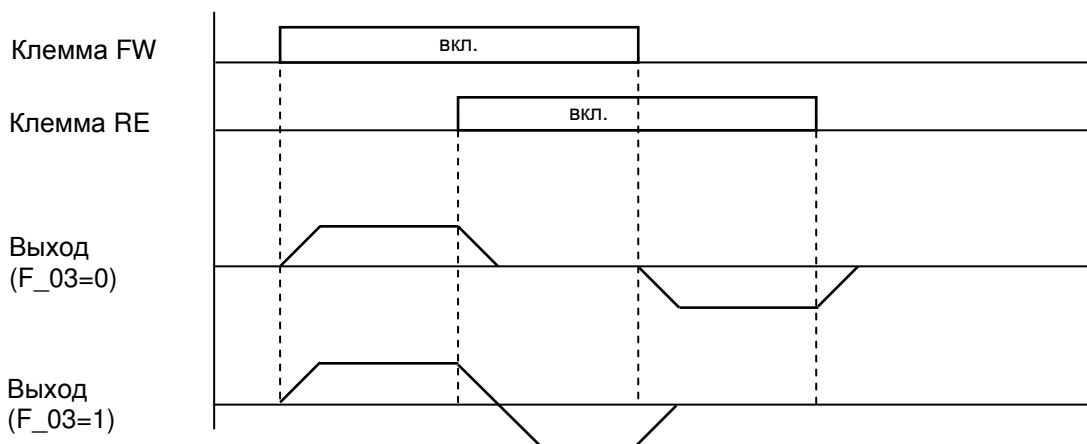 Клемма FW
вкл.
Клемма RE
вкл.
Выход
(F_03=0)
Выход
(F_03=1)